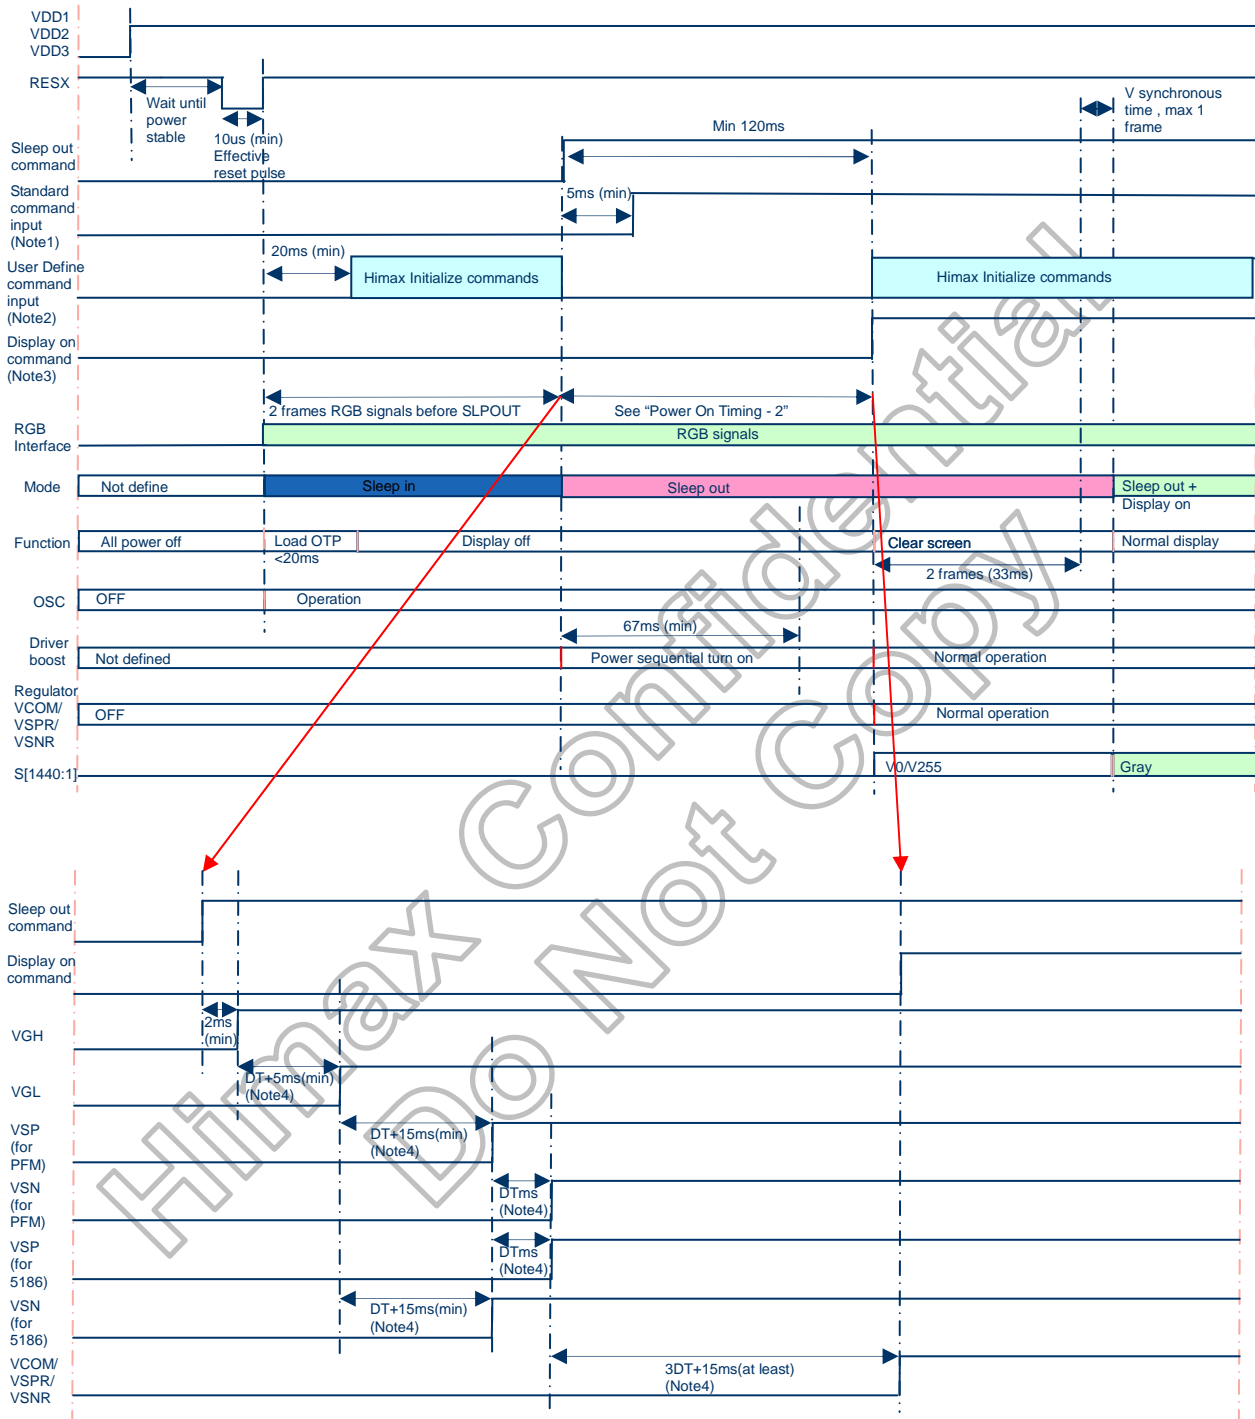 VDD1
VDD2
VDD3
RESX
Wait until
power
stable
10us (min)
Effective
reset pulse
V synchronous
time , max 1
frame
Min 120ms
Sleep out
command
Standard
command
input
(Note1)
5ms (min)
20ms (min)
User Define
command
input
(Note2)
Himax Initialize commands
Himax Initialize commands
Display on
command
(Note3)
2 frames RGB signals before SLPOUT
See “Power On Timing - 2”
RGB
Interface
RGB signals
Mode
Not define
Sleep in
Sleep out
Sleep out +
Display on
Function
All power off
Load OTP
<20ms
Display off
Clear screen
Normal display
2 frames (33ms)
OSC
OFF
Operation
67ms (min)
Driver
boost
Not defined
Power sequential turn on
Normal operation
Regulator
VCOM/
VSPR/
VSNR
OFF
Normal operation
S[1440:1]
V0/V255
Gray
Sleep out
command
Display on
command
2ms
(min)
VGH
DT+5ms(min)
(Note4)
VGL
VSP
(for
PFM)
DT+15ms(min)
(Note4)
VSN
(for
PFM)
DTms
(Note4)
VSP
(for
5186)
DTms
(Note4)
VSN
(for
5186)
DT+15ms(min)
(Note4)
VCOM/
VSPR/
VSNR
3DT+15ms(at least)
(Note4)
Himax Confidential
Do Not Copy